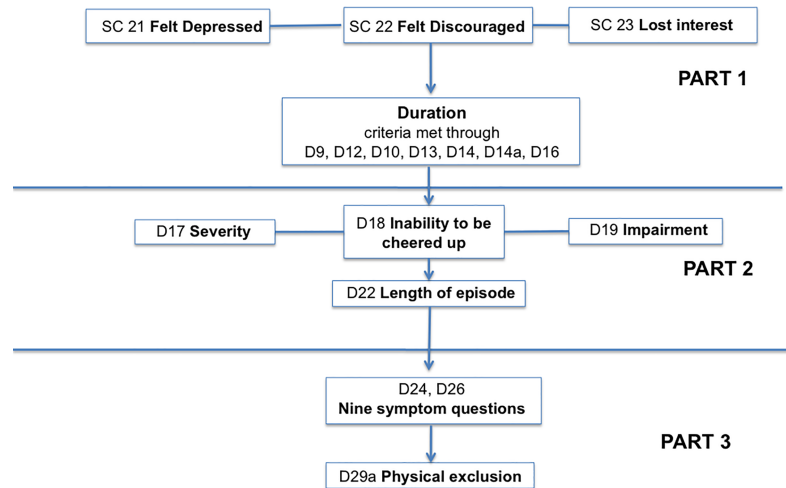 SC 21 Felt Depressed
SC 22 Felt Discouraged
SC 23 Lost interest
PART 1
Duration
criteria met through
D9, D12, D10, D13, D14, D14a, D16
D17 Severity
D18 Inability to be
cheered up
D19 Impairment
PART 2
D22 Length of episode
D24, D26
Nine symptom questions
PART 3
D29a Physical exclusion